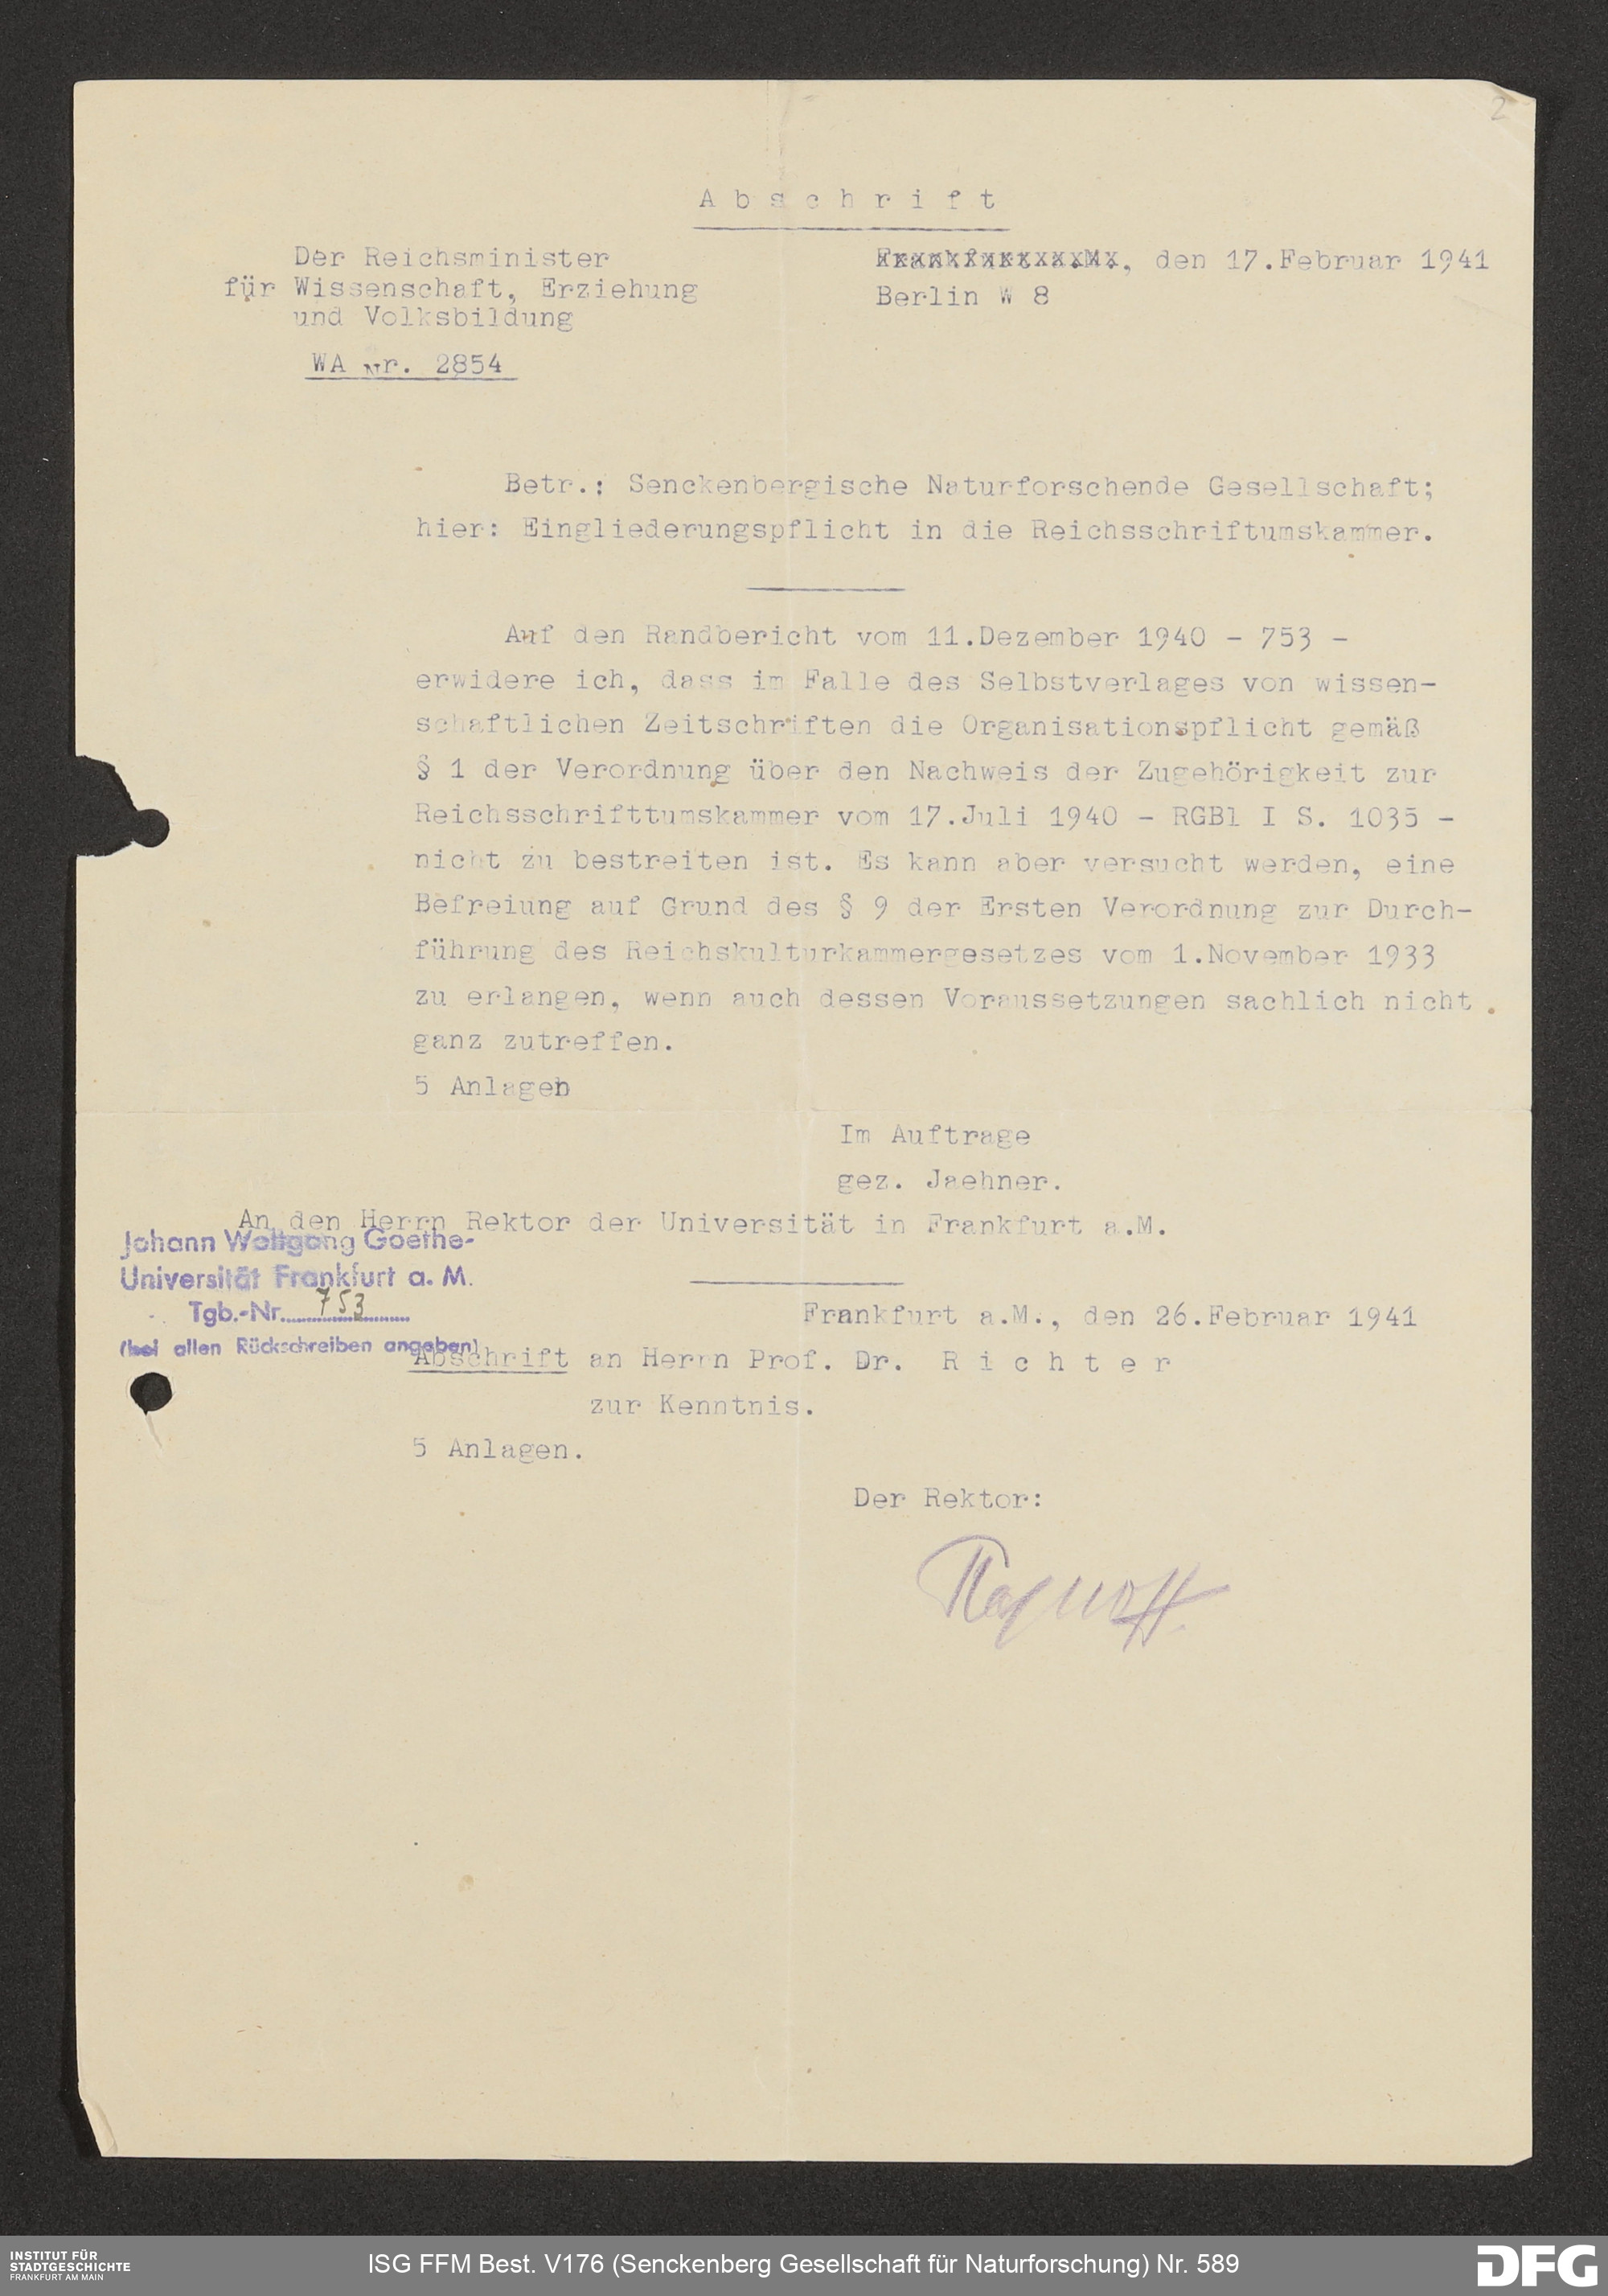 2
Abschrift
Der Reichsminister
für Wissenschaft, Erziehung
und Volksbildung
WA Nr. 2854
Frankfurt a.M., den 17.Februar 1941
Berlin W 8
Betr.: Senckenbergische Naturforschende Gesellschaft;
hier: Eingliederungspflicht in die Reichsschriftumskammer.
Auf den Randbericht vom 11.Dezember 1940 - 753 -
erwidere ich, dass im Falle des Selbstverlages von wissen-
schaftlichen Zeitschriften die Organisationspflicht gemäß
§ 1 der Verordnung über den Nachweis der Zugehörigkeit zur
Reichsschrifttumskammer vom 17.Juli 1940 - RGBl I S. 1035 -
nicht zu bestreiten ist. Es kann aber versucht werden, eine
Befreiung auf Grund des § 9 der Ersten Verordnung zur Durch-
führung des Reichskulturkammergesetzes vom 1.November 1933
zu erlangen, wenn auch dessen Voraussetzungen sachlich nicht
ganz zutreffen.
5 Anlagen
Im Auftrage
gez. Jaehner.
An den Herrn Rektor der Universität in Frankfurt a.M.
Johann Wolfgang Goethe-
Universität Frankfurt a. M.
Tgb.-Nr. 753
(bei allen Rückschreiben angeben)
Frankfurt a.M., den 26.Februar 1941
Abschrift an Herrn Prof. Dr. Richter
zur Kenntnis.
5 Anlagen.
Der Rektor:
INSTITUT FÜR
STADTGESCHICHTE
FRANKFURT AM MAIN
ISG FFM Best. V176 (Senckenberg Gesellschaft für Naturforschung) Nr. 589
DFG